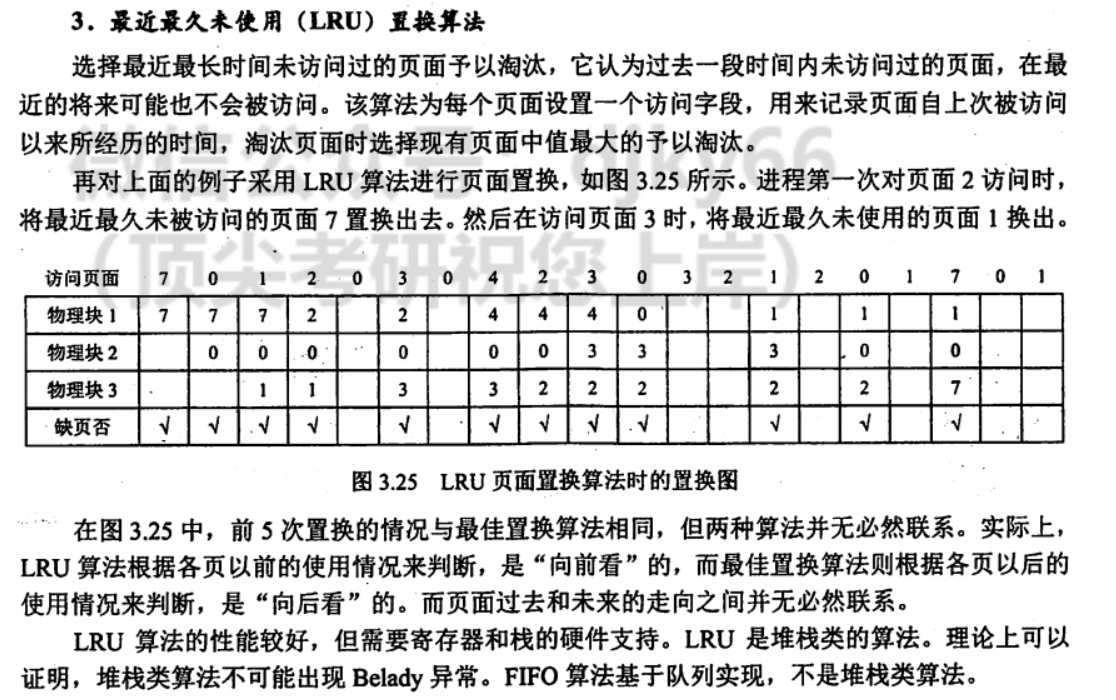 3．最近最久未使用（LRU）置换算法
选择最近最长时间未访问过的页面予以淘汰，它认为过去一段时间内未访问过的页面，在最
近的将来可能也不会被访问。该算法为每个页面设置一个访问字段，用来记录页面自上次被访问
以来所经历的时间，淘汰页面时选择现有页面中值最大的予以淘汰。
再对上面的例子采用 LRU 算法进行页面置换，如图 3.25 所示。进程第一次对页面 2 访问时，
将最近最久未被访问的页面 7 置换出去。然后在访问页面 3 时，将最近最久未使用的页面 1 换出。
（顶尖考研祝您上岸）
访问页面 7 0 1 2 0 3 0 4 2 3 0 3 2 1 2 0 1 7 0 1
物理块 1 7 7 7 2 2 4 4 4 0 1 1 1
物理块 2 0 0 0 0 0 0 3 3 3 0 0
物理块 3 1 1 3 3 2 2 2 2 2 7
缺页否 √ √ √ √ √ √ √ √ √ √ √ √
图 3.25 LRU 页面置换算法时的置换图
在图 3.25 中，前 5 次置换的情况与最佳置换算法相同，但两种算法并无必然联系。实际上，
LRU 算法根据各页以前的使用情况来判断，是“向前看”的，而最佳置换算法则根据各页以后的
使用情况来判断，是“向后看”的。而页面过去和未来的走向之间并无必然联系。
LRU 算法的性能较好，但需要寄存器和栈的硬件支持。LRU 是堆栈类的算法。理论上可以
证明，堆栈类算法不可能出现 Belady 异常。FIFO 算法基于队列实现，不是堆栈类算法。